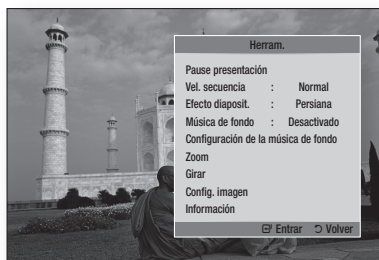 Herram.
Pause presentación
Vel. secuencia : Normal
Efecto diaposit. : Persiana
Música de fondo : Desactivado
Configuración de la música de fondo
Zoom
Girar
Config. imagen
Información
Entrar Volver